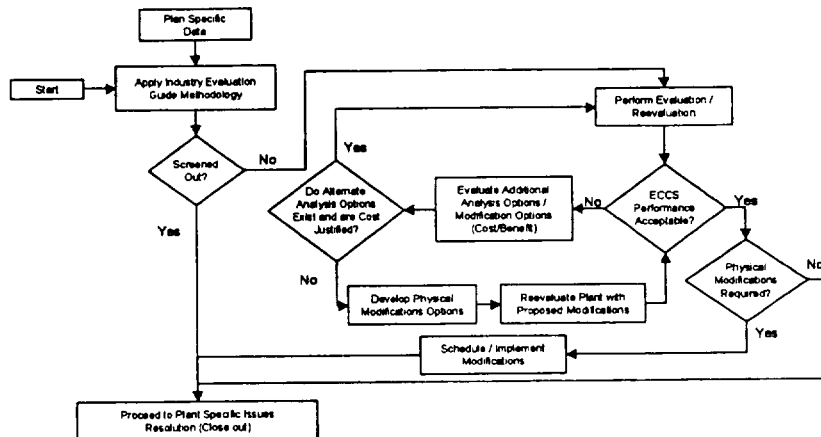 Plan Specific
Data
Start
Apply Industry Evaluation
Guide Methodology
Perform Evaluation /
Reevaluation
Yes
Screened
Out?
No
Do Alternate
Analysis Options
Exist and are Cost
Justified?
Evaluate Additional
Analysis Options /
Modification Options
(Cost/Benefit)
No
ECCS
Performance
Acceptable?
Yes
Yes
No
Physical
Modifications
Required?
No
Develop Physical
Modifications Options
Reevaluate Plant with
Proposed Modifications
Yes
Schedule / Implement
Modifications
Proceed to Plant Specific Issues
Resolution (Close out)